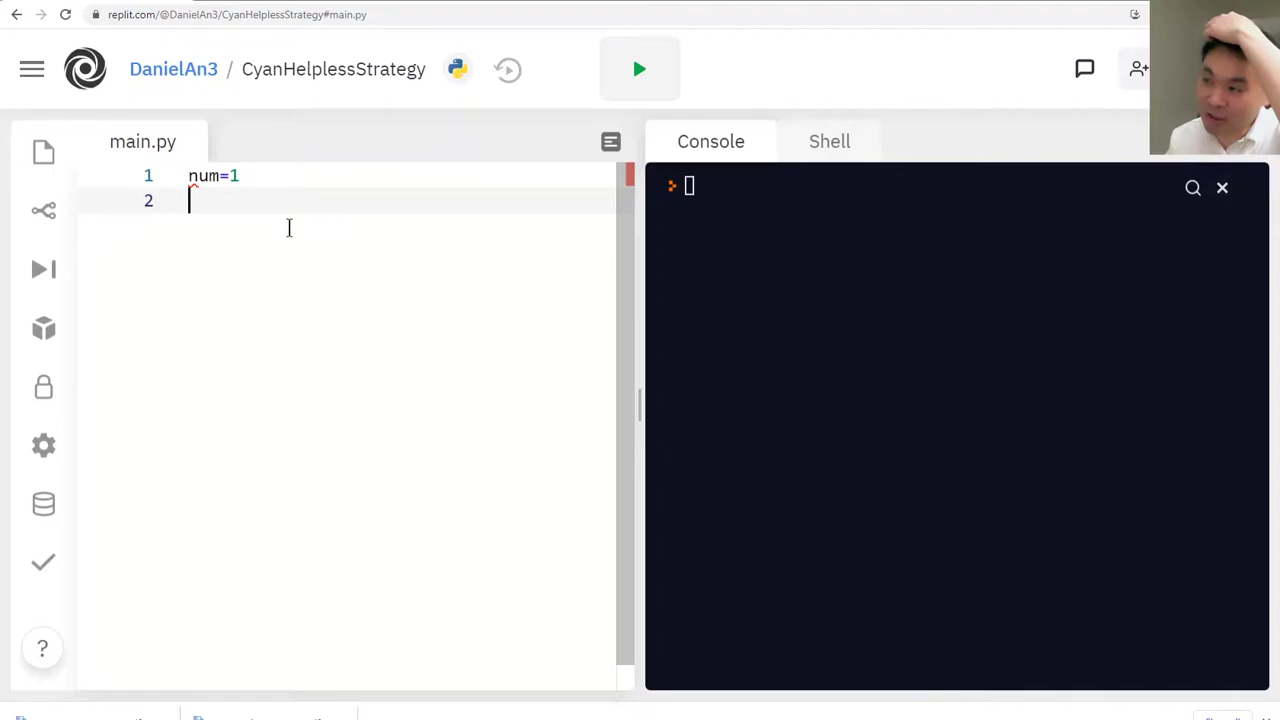 replit.com/@DanielAn3/CyanHelplessStrategy#main.py
DanielAn3 / CyanHelplessStrategy
main.py
Console
Shell
1 num=1
2
?